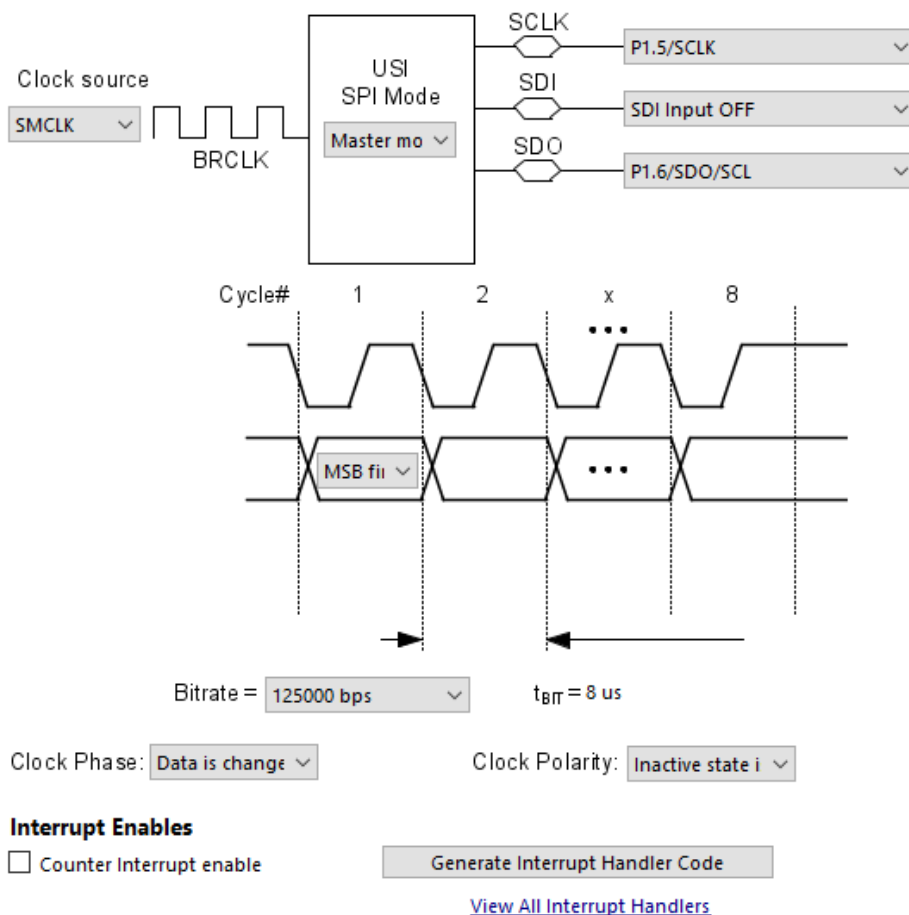 SCLK
P1.5/SCLK
USI
SPI Mode
Clock source
SDI
SMCLK
Master mo
SDI Input OFF
BRCLK
SDO
P1.6/SDO/SCL
Cycle# 1 2 x 8
•••
MSB fir
•••
Bitrate = 125000 bps tBIT = 8 us
Clock Phase: Data is change Clock Polarity: Inactive state i
Interrupt Enables
Counter Interrupt enable Generate Interrupt Handler Code
View All Interrupt Handlers